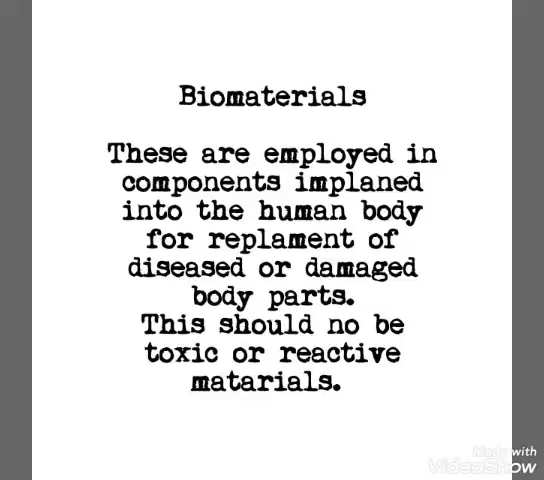 Biomaterials
These are employed in
components implaned
into the human body
for replament of
diseased or damaged
body parts.
This should no be
toxic or reactive
matarials.
Made with
VideoShow